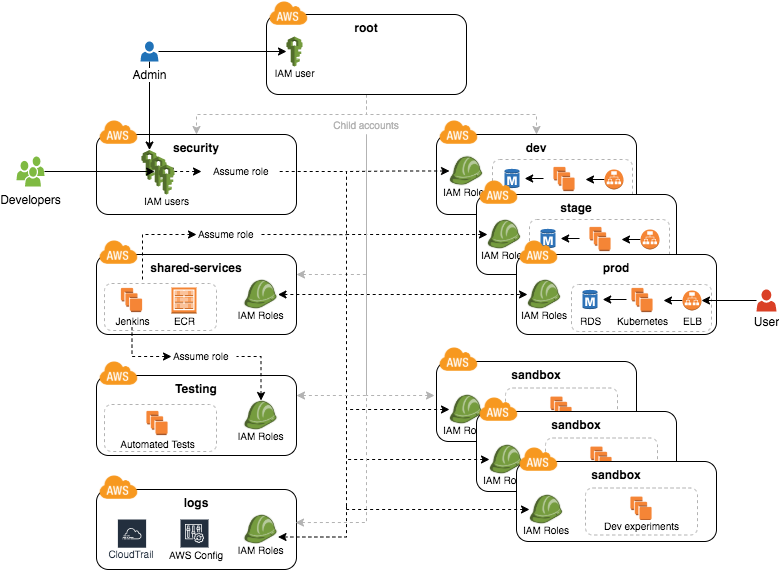 AWS
root
IAM user
Admin
Child accounts
AWS
security
Assume role
IAM users
Developers
AWS
dev
IAM Roles
M
AWS
stage
IAM Roles
M
Assume role
AWS
shared-services
Jenkins
ECR
IAM Roles
AWS
prod
IAM Roles
M
RDS
Kubernetes
ELB
User
Assume role
AWS
Testing
Automated Tests
IAM Roles
AWS
sandbox
IAM Ro
AWS
sandbox
IAM Ro
AWS
sandbox
IAM Roles
Dev experiments
AWS
logs
CloudTrail
AWS Config
IAM Roles